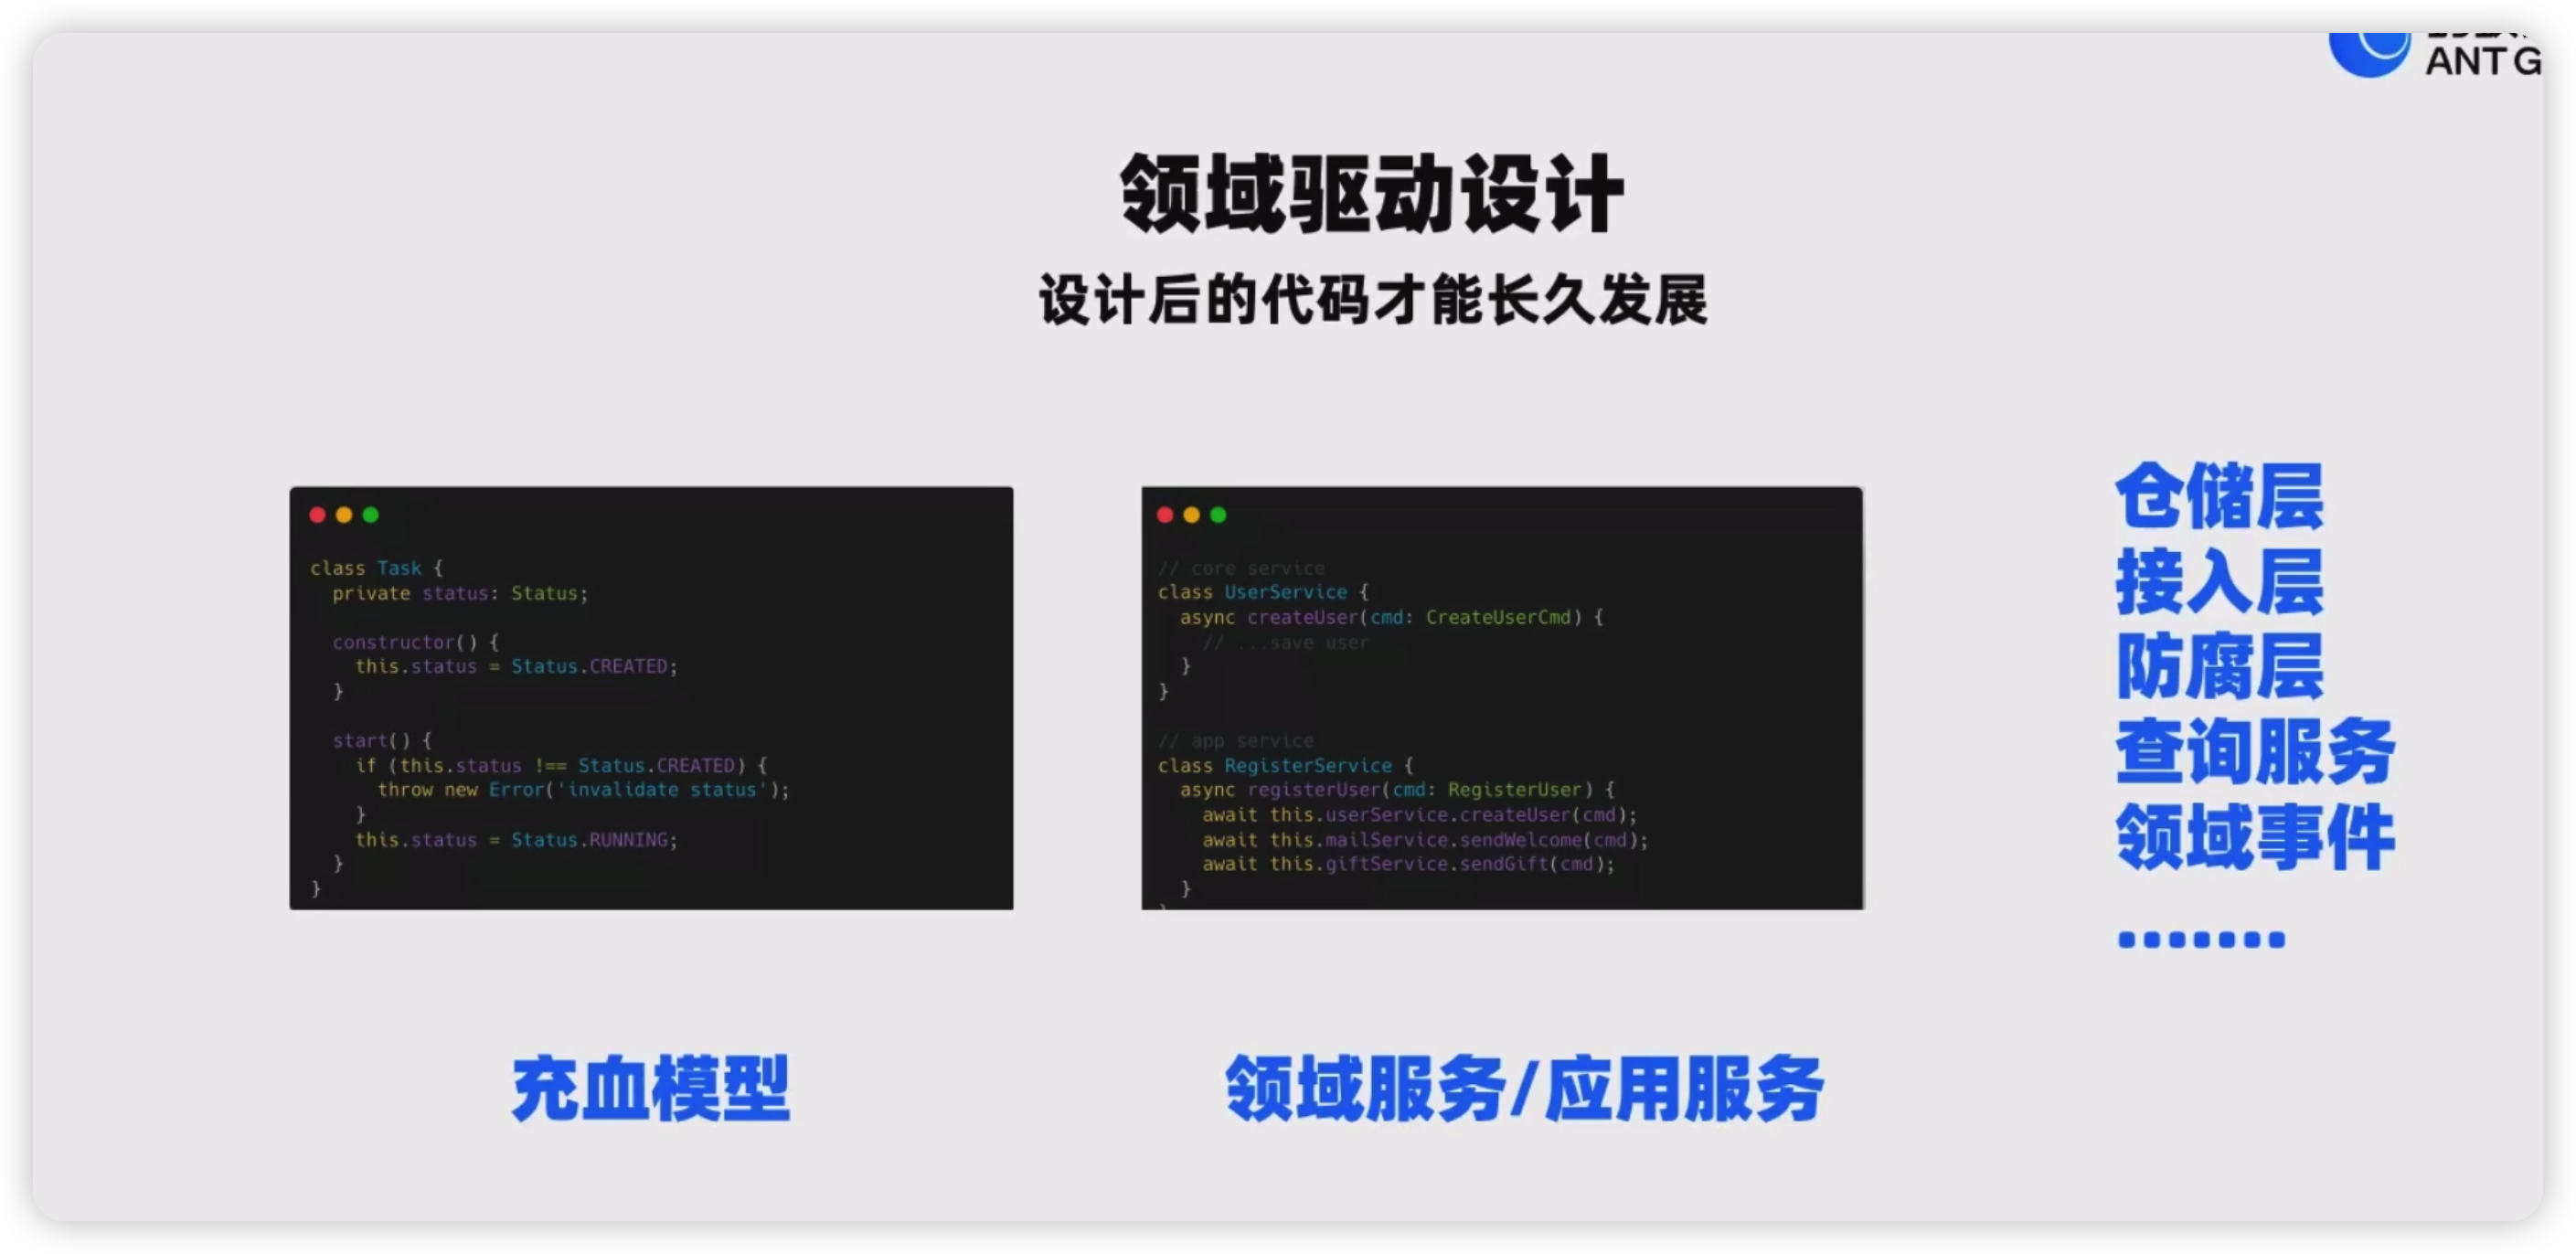 ANT G
领域驱动设计
设计后的代码才能长久发展
class Task {
private status: Status;
constructor() {
this.status = Status.CREATED;
}
start() {
if (this.status !== Status.CREATED) {
throw new Error('invalidate status');
}
this.status = Status.RUNNING;
}
}
充血模型
// core service
class UserService {
async createUser(cmd: CreateUserCmd) {
// ...save user
}
}
// app service
class RegisterService {
async registerUser(cmd: RegisterUser) {
await this.userService.createUser(cmd);
await this.mailService.sendWelcome(cmd);
await this.giftService.sendGift(cmd);
}
领域服务/应用服务
仓储层
接入层
防腐层
查询服务
领域事件
.......